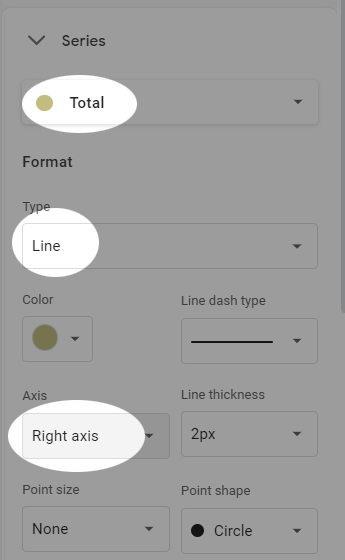 Series
Total
Format
Type
Line
Color
Line dash type
Axis
Line thickness
Right axis
2px
Point size
Point shape
None
Circle